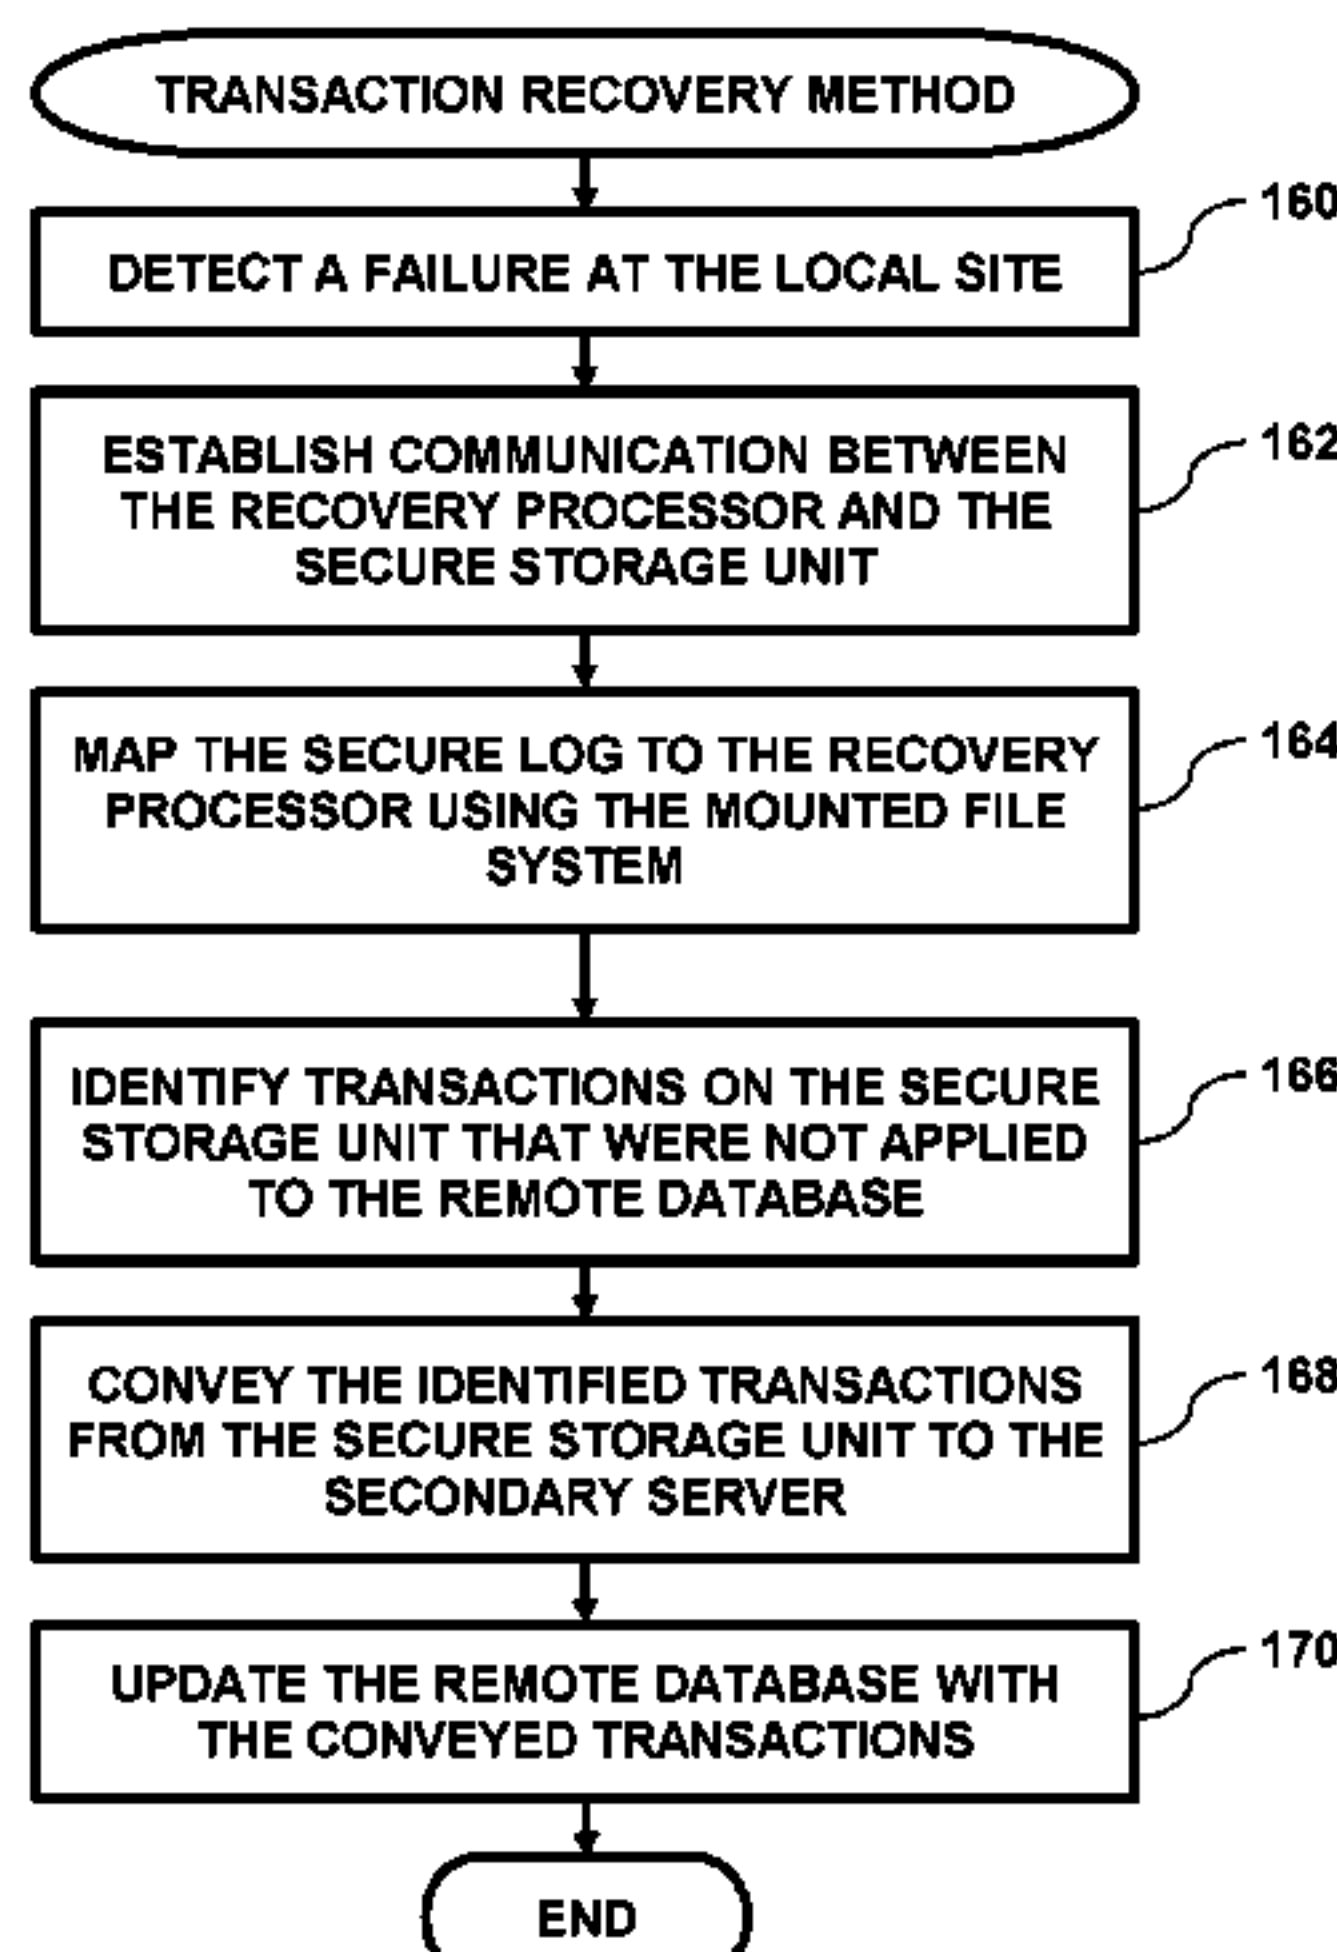 TRANSACTION RECOVERY METHOD
160
DETECT A FAILURE AT THE LOCAL SITE
162
ESTABLISH COMMUNICATION BETWEEN
THE RECOVERY PROCESSOR AND THE
SECURE STORAGE UNIT
164
MAP THE SECURE LOG TO THE RECOVERY
PROCESSOR USING THE MOUNTED FILE
SYSTEM
166
IDENTIFY TRANSACTIONS ON THE SECURE
STORAGE UNIT THAT WERE NOT APPLIED
TO THE REMOTE DATABASE
168
CONVEY THE IDENTIFIED TRANSACTIONS
FROM THE SECURE STORAGE UNIT TO THE
SECONDARY SERVER
170
UPDATE THE REMOTE DATABASE WITH
THE CONVEYED TRANSACTIONS
END